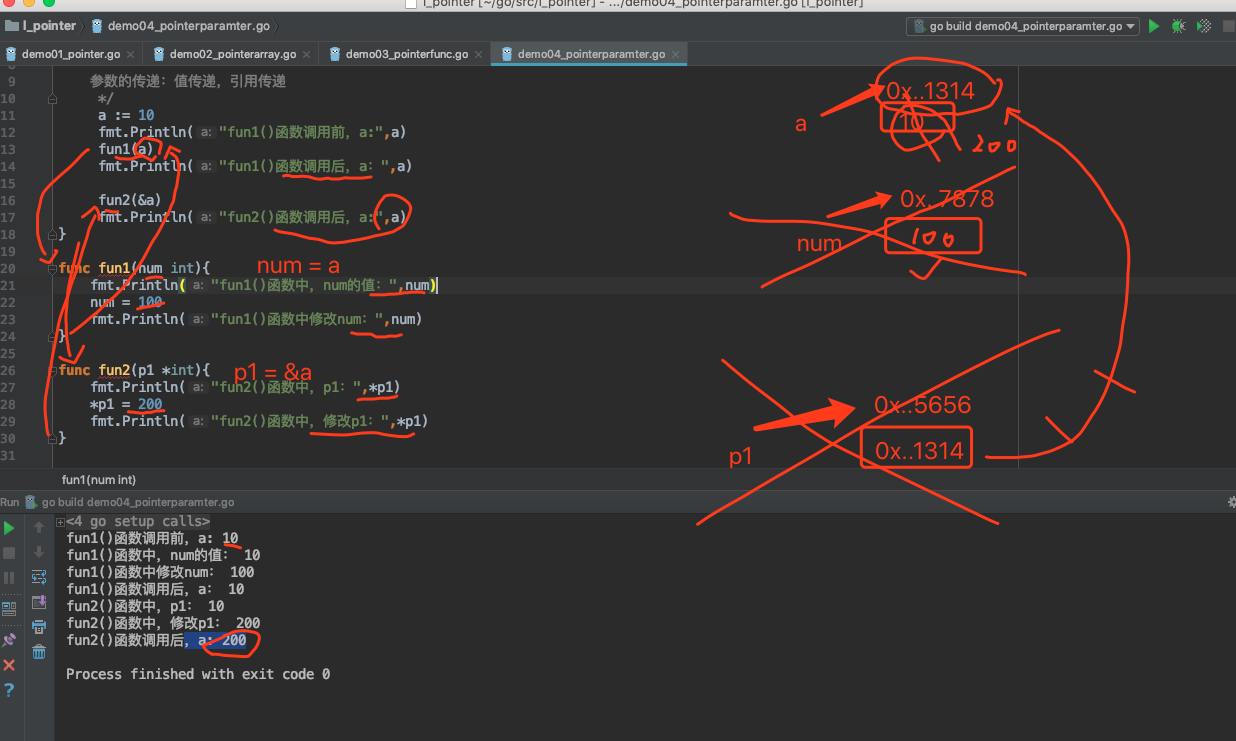 l_pointer [~/go/src/l_pointer] - .../demo04_pointerparamter.go [l_pointer]
l_pointer demo04_pointerparamter.go go build demo04_pointerparamter.go
demo01_pointer.go demo02_pointerarray.go demo03_pointerfunc.go demo04_pointerparamter.go
9 参数的传递：值传递，引用传递
10 */
11 a := 10
12 fmt.Println( a: "fun1()函数调用前，a:",a)
13 fun1(a)
14 fmt.Println( a: "fun1()函数调用后，a：",a)
15
16 fun2(&a)
17 fmt.Println( a: "fun2()函数调用后，a:",a)
18 }
19
20 func fun1(num int){
21 fmt.Println( a: "fun1()函数中，num的值：",num)
22 num = 100
23 fmt.Println( a: "fun1()函数中修改num：",num)
24 }
25
26 func fun2(p1 *int){
27 fmt.Println( a: "fun2()函数中，p1：",*p1)
28 *p1 = 200
29 fmt.Println( a: "fun2()函数中，修改p1：",*p1)
30 }
31
num = a
p1 = &a
0x..1314
a
10
200
0x..7878
num
100
0x..5656
p1
0x..1314
fun1(num int)
Run go build demo04_pointerparamter.go
<4 go setup calls>
fun1()函数调用前，a: 10
fun1()函数中，num的值： 10
fun1()函数中修改num： 100
fun1()函数调用后，a： 10
fun2()函数中，p1： 10
fun2()函数中，修改p1： 200
fun2()函数调用后，a: 200
Process finished with exit code 0